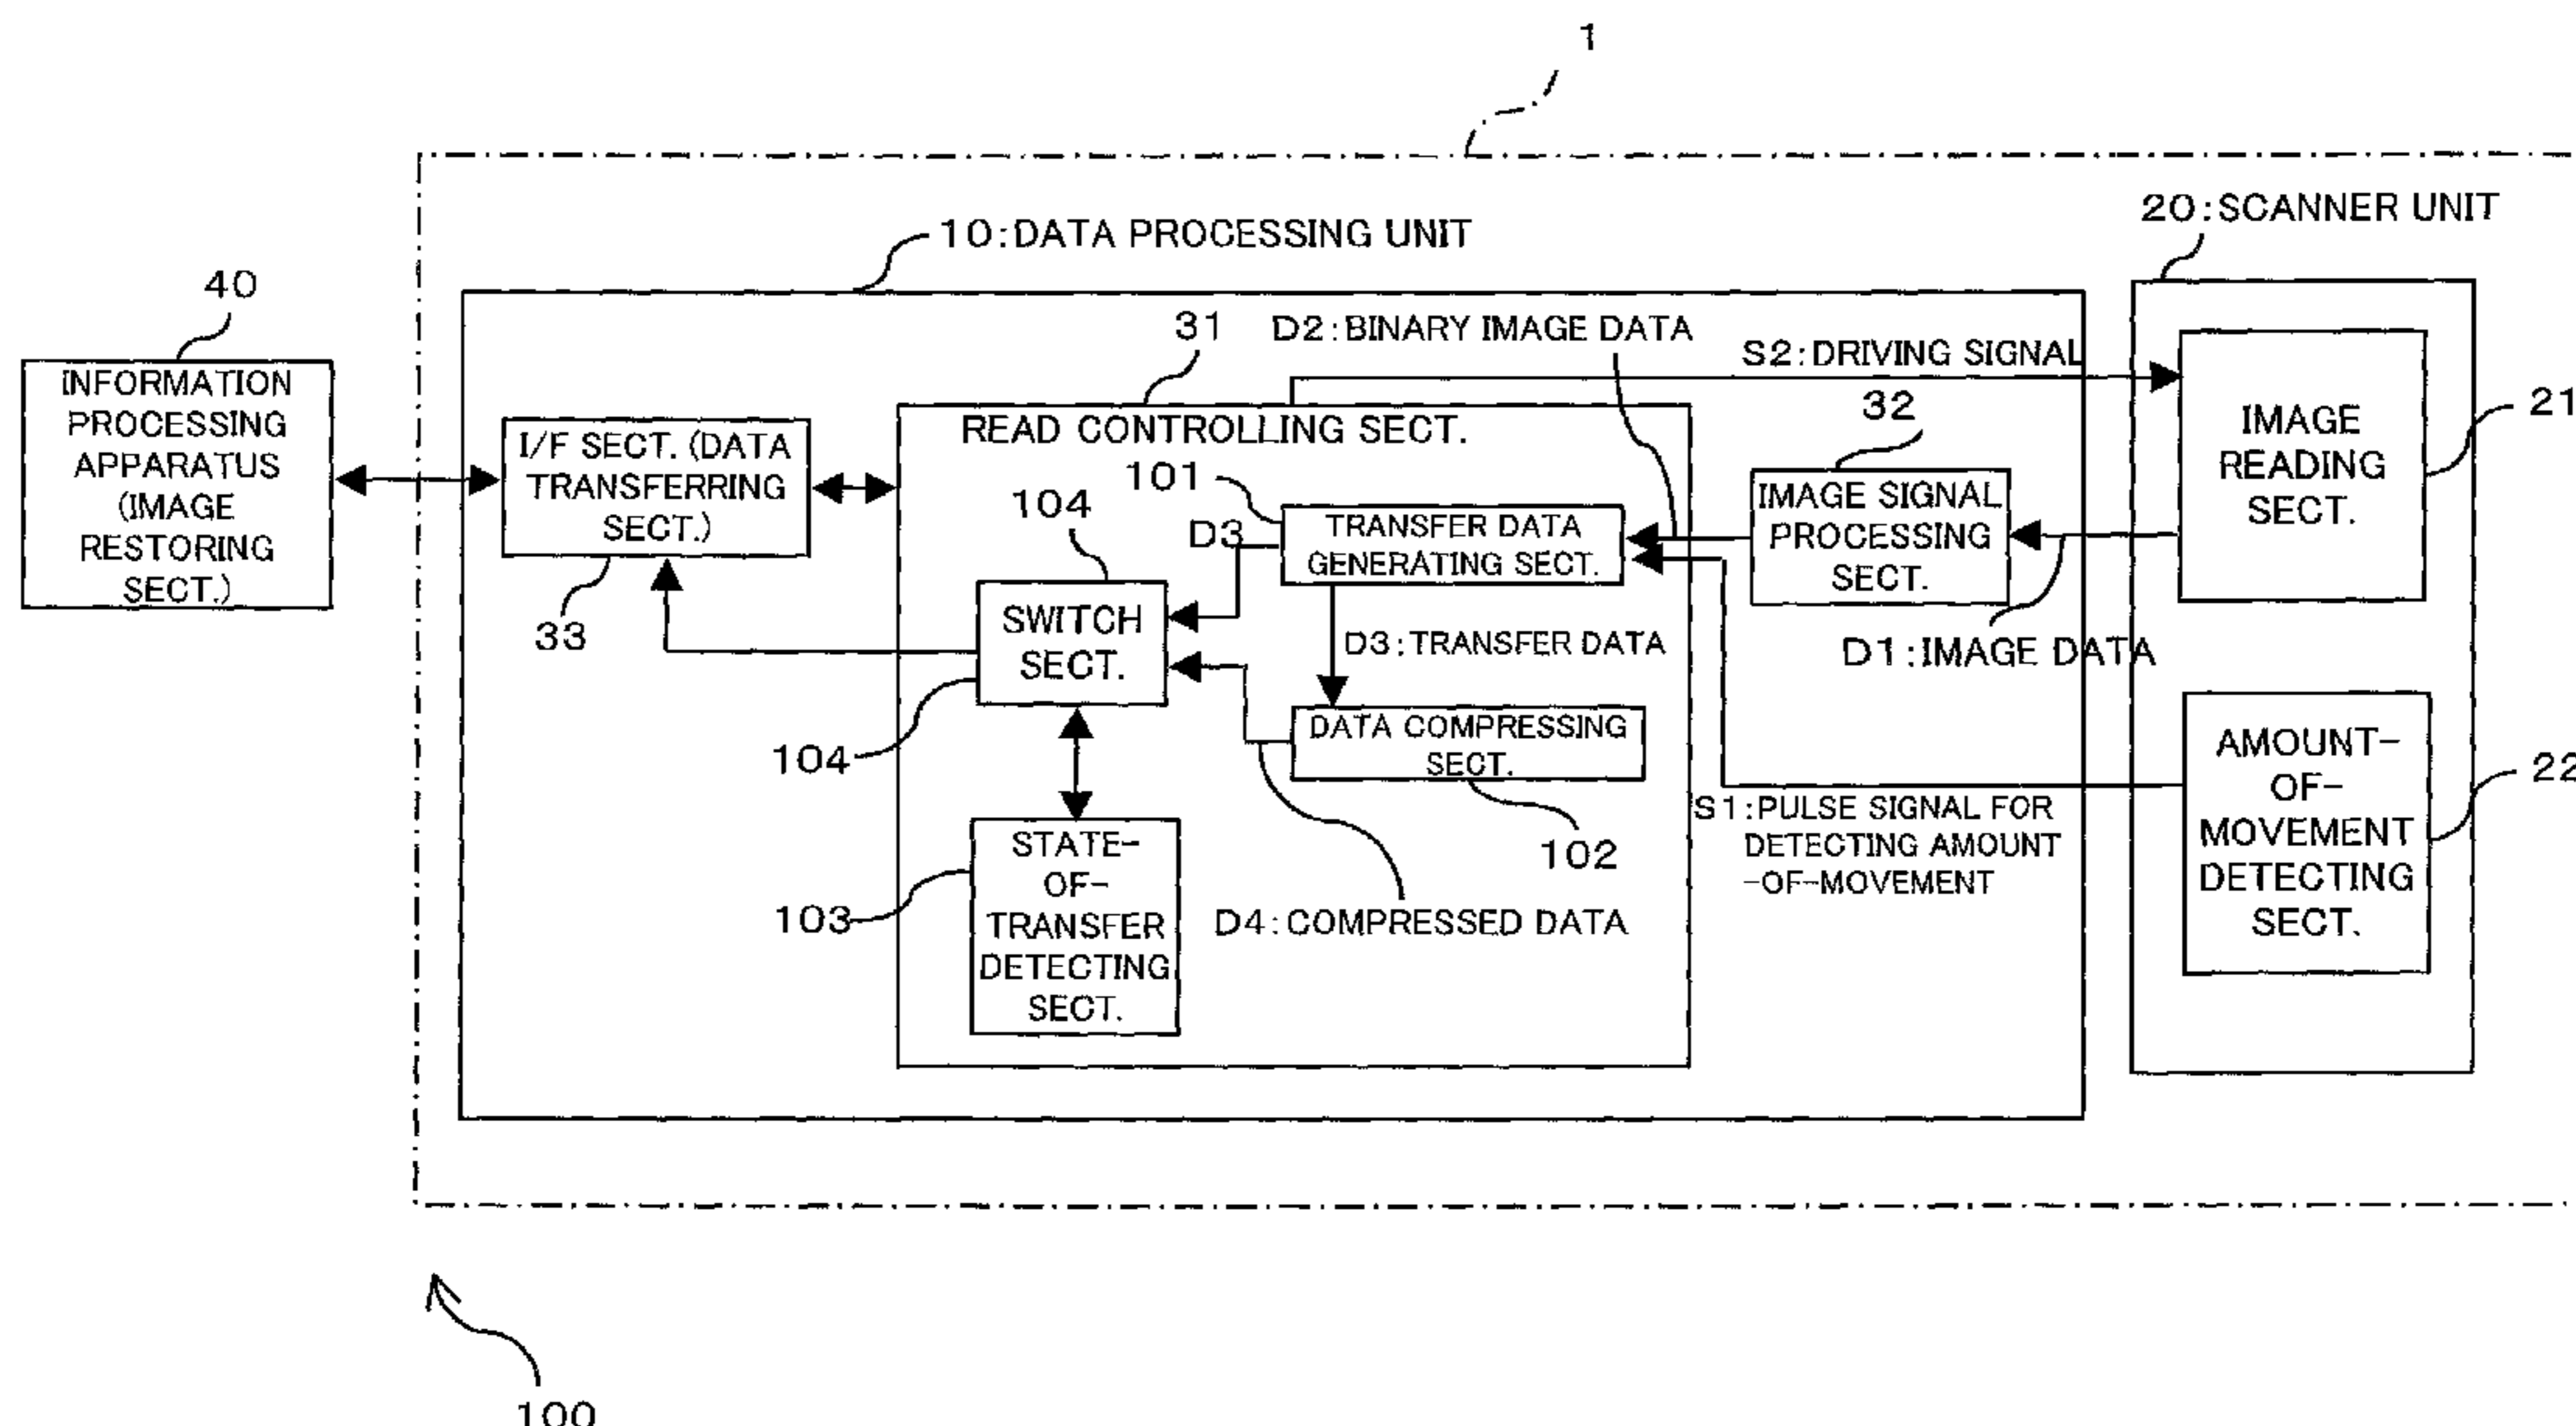 1
20:SCANNER UNIT
10:DATA PROCESSING UNIT
40
INFORMATION
PROCESSING
APPARATUS
(IMAGE
RESTORING
SECT.)
I/F SECT. (DATA
TRANSFERRING
SECT.)
33
31
READ CONTROLLING SECT.
D2:BINARY IMAGE DATA
S2:DRIVING SIGNAL
32
IMAGE SIGNAL
PROCESSING
SECT.
IMAGE
READING
SECT.
21
101
TRANSFER DATA
GENERATING SECT.
D3
104
SWITCH
SECT.
104
D3:TRANSFER DATA
D1:IMAGE DATA
DATA COMPRESSING
SECT.
102
STATE-
OF-
TRANSFER
DETECTING
SECT.
103
D4:COMPRESSED DATA
S1:PULSE SIGNAL FOR
DETECTING AMOUNT
-OF-MOVEMENT
AMOUNT-
OF-
MOVEMENT
DETECTING
SECT.
22
100